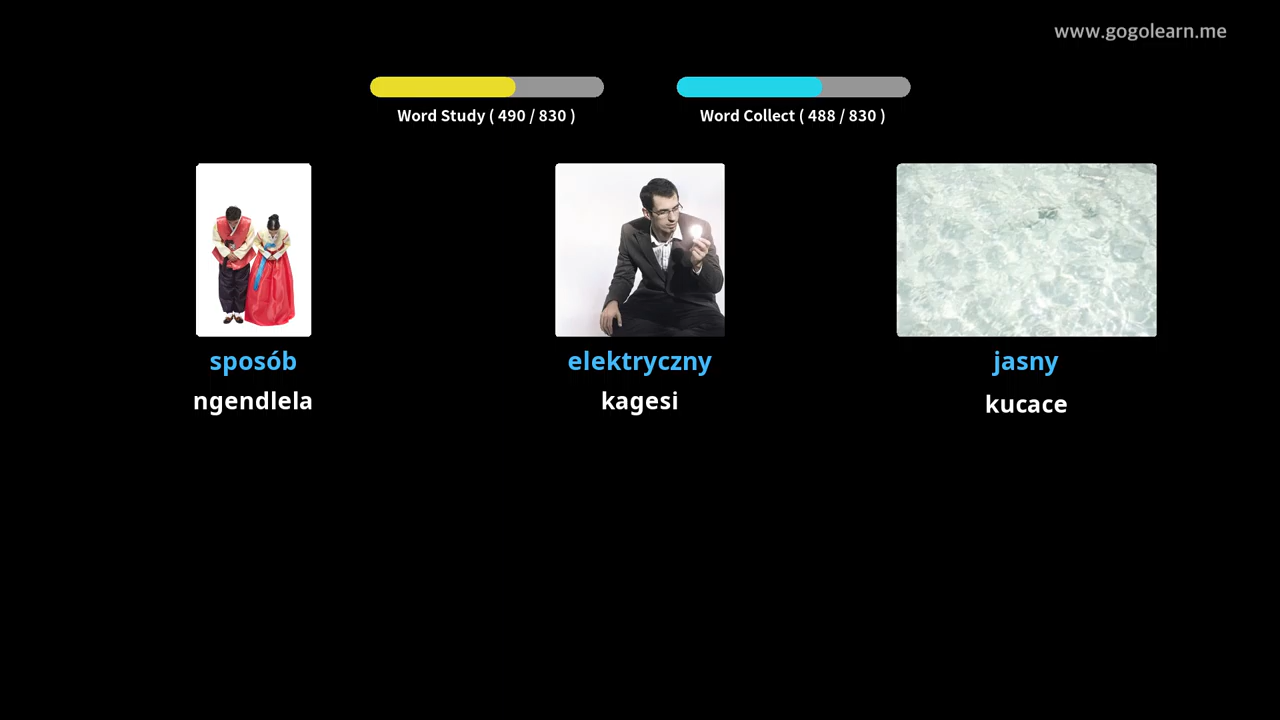 www.gogolearn.me
Word Study ( 490 / 830 )
Word Collect ( 488 / 830 )
sposób
elektryczny
jasny
ngendlela
kagesi
kucace